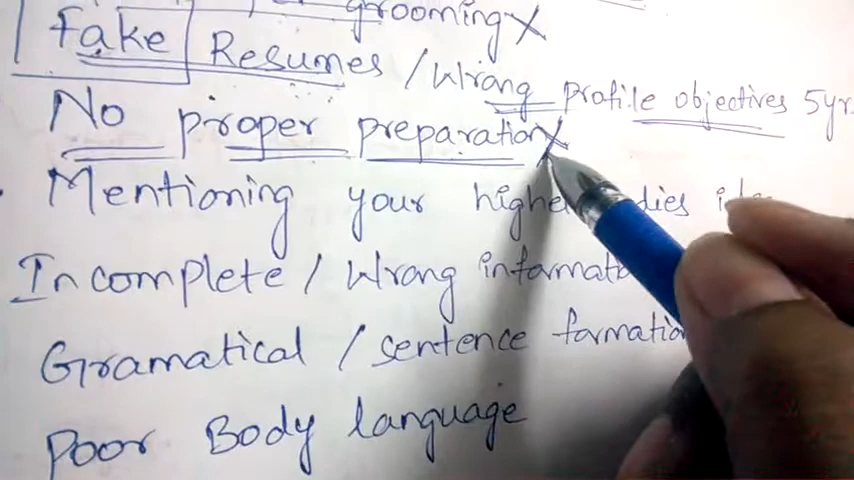 grooming X
Fake Resumes / Wrong profile objectives 5yr.
No proper preparation X
Mentioning your higher
Incomplete / Wrong
Gramatical / sentence formation
Poor Body language